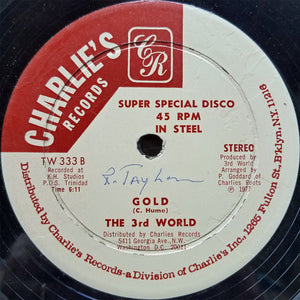 CHARLIE'S
RECORDS
CR
SUPER SPECIAL DISCO
45 RPM
IN STEEL
TW 333 B
STEREO
Recorded at
K.H. Studios
P.O.S. Trinidad
Time 6:11
Produced by
3rd World
Arranged by
P. Goddard
of Charlies Roots
℗ 1977
GOLD
(C. Hume)
THE 3rd WORLD
Distributed by Charlies Records
5411 Georgia Ave., N.W.
Washington D.C. 20011
Distributed by Charlie's Records-a Division of Charlie's Inc., 1265 Fulton St., B'klyn, N.Y. 11216